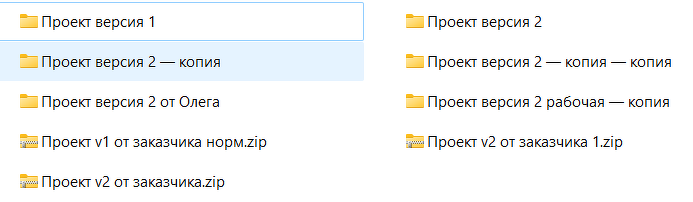 Проект версия 1
Проект версия 2
Проект версия 2 — копия
Проект версия 2 — копия — копия
Проект версия 2 от Олега
Проект версия 2 рабочая — копия
Проект v1 от заказчика норм.zip
Проект v2 от заказчика 1.zip
Проект v2 от заказчика.zip